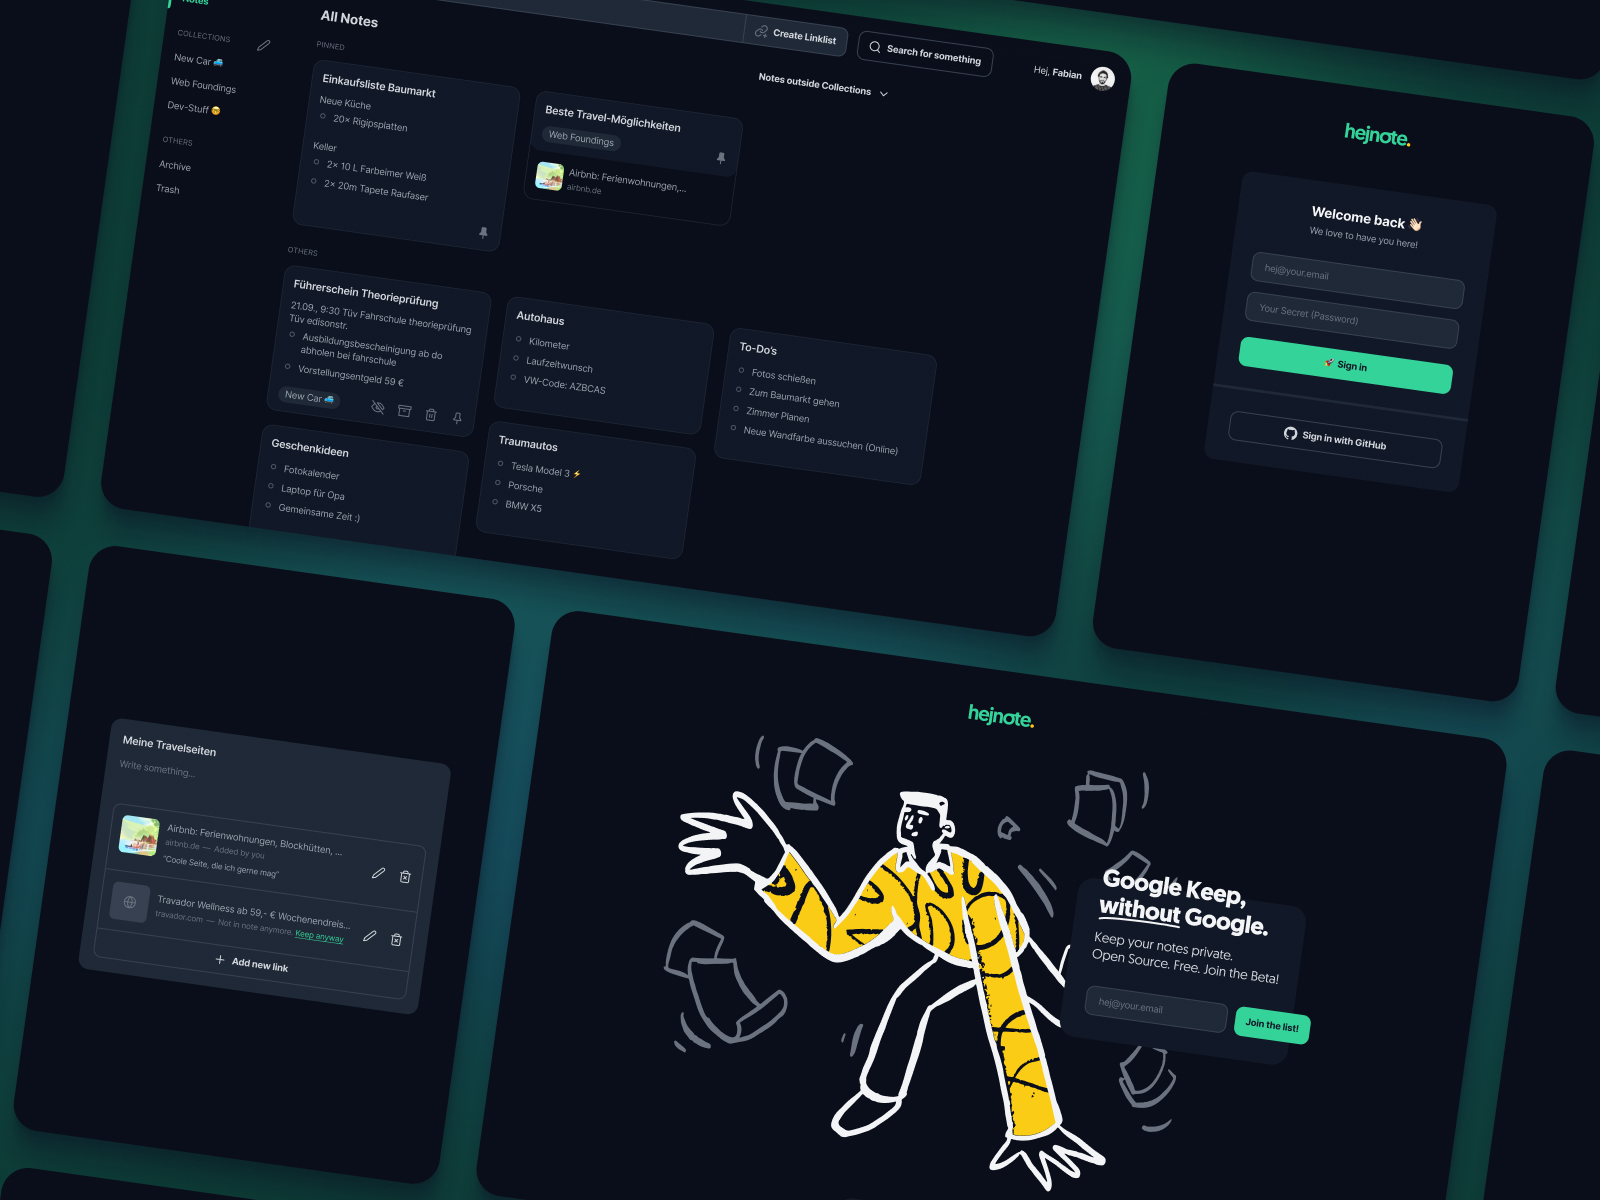 Notes
COLLECTIONS
New Car
Web Foundings
Dev-Stuff
OTHERS
Archive
Trash
All Notes
Create Linklist
Search for something
Hej, Fabian
PINNED
Notes outside Collections
Einkaufsliste Baumarkt
Neue Küche
20× Rigipsplatten
Keller
2× 10 L Farbeimer Weiß
2× 20m Tapete Raufaser
Beste Travel-Möglichkeiten
Web Foundings
Airbnb: Ferienwohnungen,...
airbnb.de
OTHERS
Führerschein Theorieprüfung
21.09., 9:30 Tüv Fahrschule theorieprüfung
Tüv edisonstr.
Ausbildungsbescheinigung ab do
abholen bei fahrschule
Vorstellungsentgeld 59 €
New Car
Autohaus
Kilometer
Laufzeitwunsch
VW-Code: AZBCAS
To-Do's
Fotos schießen
Zum Baumarkt gehen
Zimmer Planen
Neue Wandfarbe aussuchen (Online)
Geschenkideen
Fotokalender
Laptop für Opa
Gemeinsame Zeit :)
Traumautos
Tesla Model 3 ⚡
Porsche
BMW X5
hejnote.
Welcome back 👋🏻
We love to have you here!
hej@your.email
Your Secret (Password)
🚀 Sign in
Sign in with GitHub
Meine Travelseiten
Write something...
Airbnb: Ferienwohnungen, Blockhütten, ...
airbnb.de — Added by you
"Coole Seite, die ich gerne mag"
Travador Wellness ab 59,- € Wochendreis...
travador.com — Not in note anymore. Keep anyway
Add new link
hejnote.
Google Keep,
without Google.
Keep your notes private.
Open Source. Free. Join the Beta!
hej@your.email
Join the list!